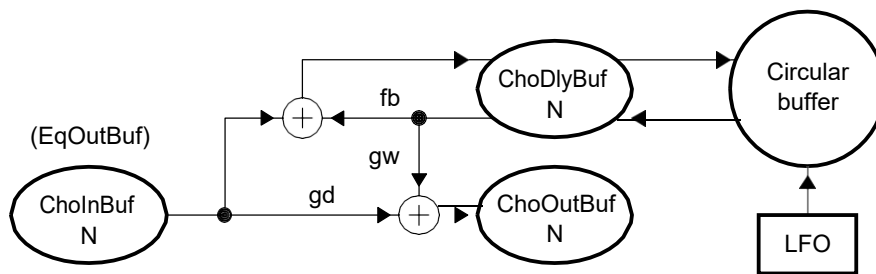 ChoDlyBuf
N
Circular
buffer
fb
(EqOutBuf)
gw
ChoInBuf
N
gd
ChoOutBuf
N
LFO